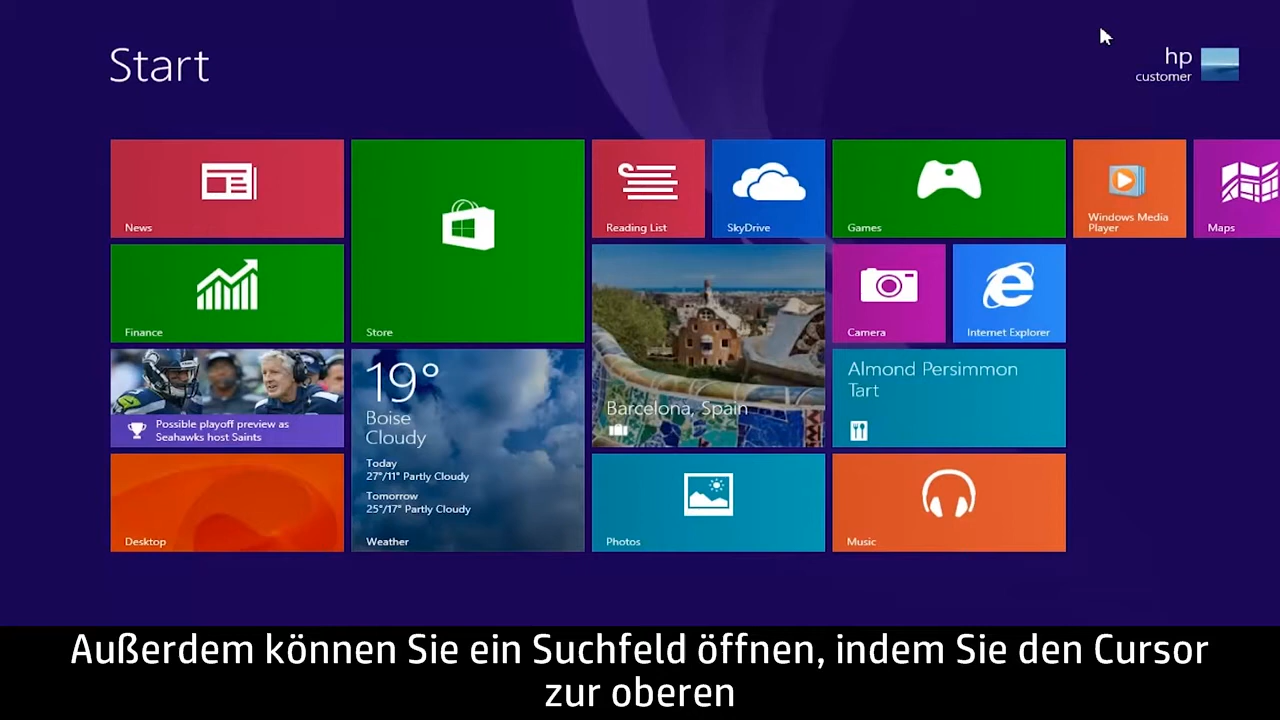 Start
hp
customer
News
Store
Reading List
SkyDrive
Games
Windows Media
Player
Maps
Finance
Camera
Internet Explorer
Possible playoff preview as
Seahawks host Saints
19°
Boise
Cloudy
Today
27°/11° Partly Cloudy
Tomorrow
25°/17° Partly Cloudy
Weather
Barcelona, Spain
Almond Persimmon
Tart
Desktop
Photos
Music
Außerdem können Sie ein Suchfeld öffnen, indem Sie den Cursor
zur oberen